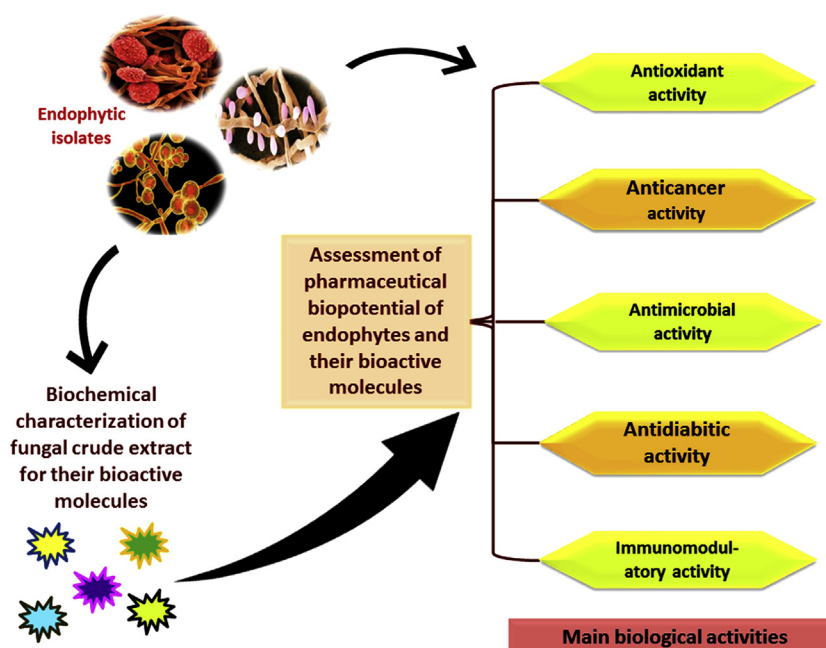 Endophytic
isolates
Biochemical
characterization of
fungal crude extract
for their bioactive
molecules
Assessment of
pharmaceutical
biopotential of
endophytes and
their bioactive
molecules
Antioxidant
activity
Anticancer
activity
Antimicrobial
activity
Antidiabitic
activity
Immunomodul-
atory activity
Main biological activities